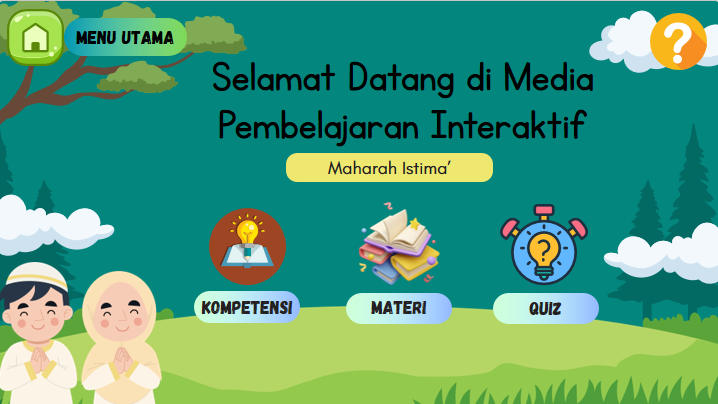 MENU UTAMA
?
Selamat Datang di Media
Pembelajaran Interaktif
Maharah Istima'
?
KOMPETENSI
MATERI
QUIZ